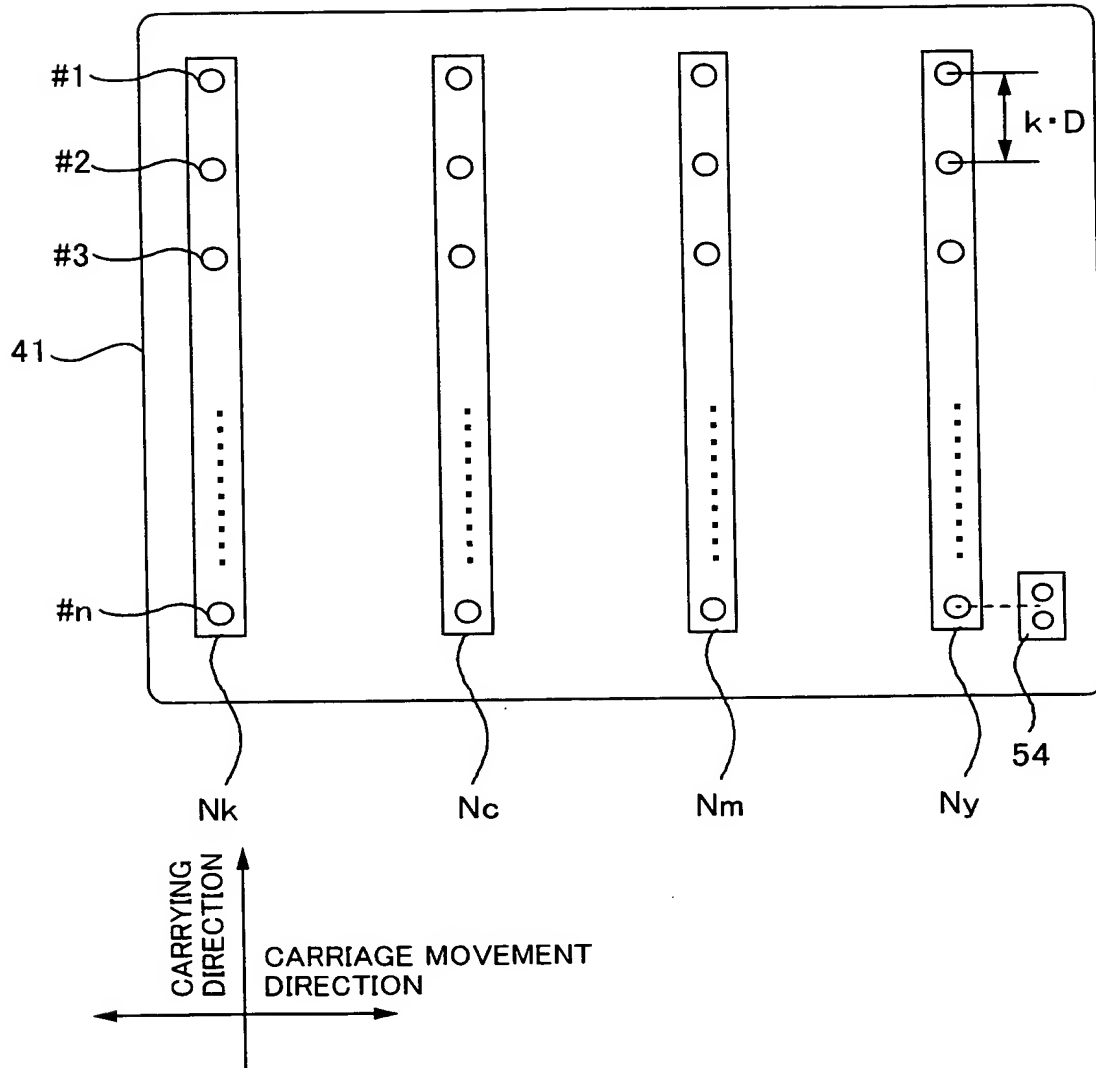 #1
k·D
#2
#3
41
#n
54
Nk
Nc
Nm
Ny
CARRYING
DIRECTION
CARRIAGE MOVEMENT
DIRECTION